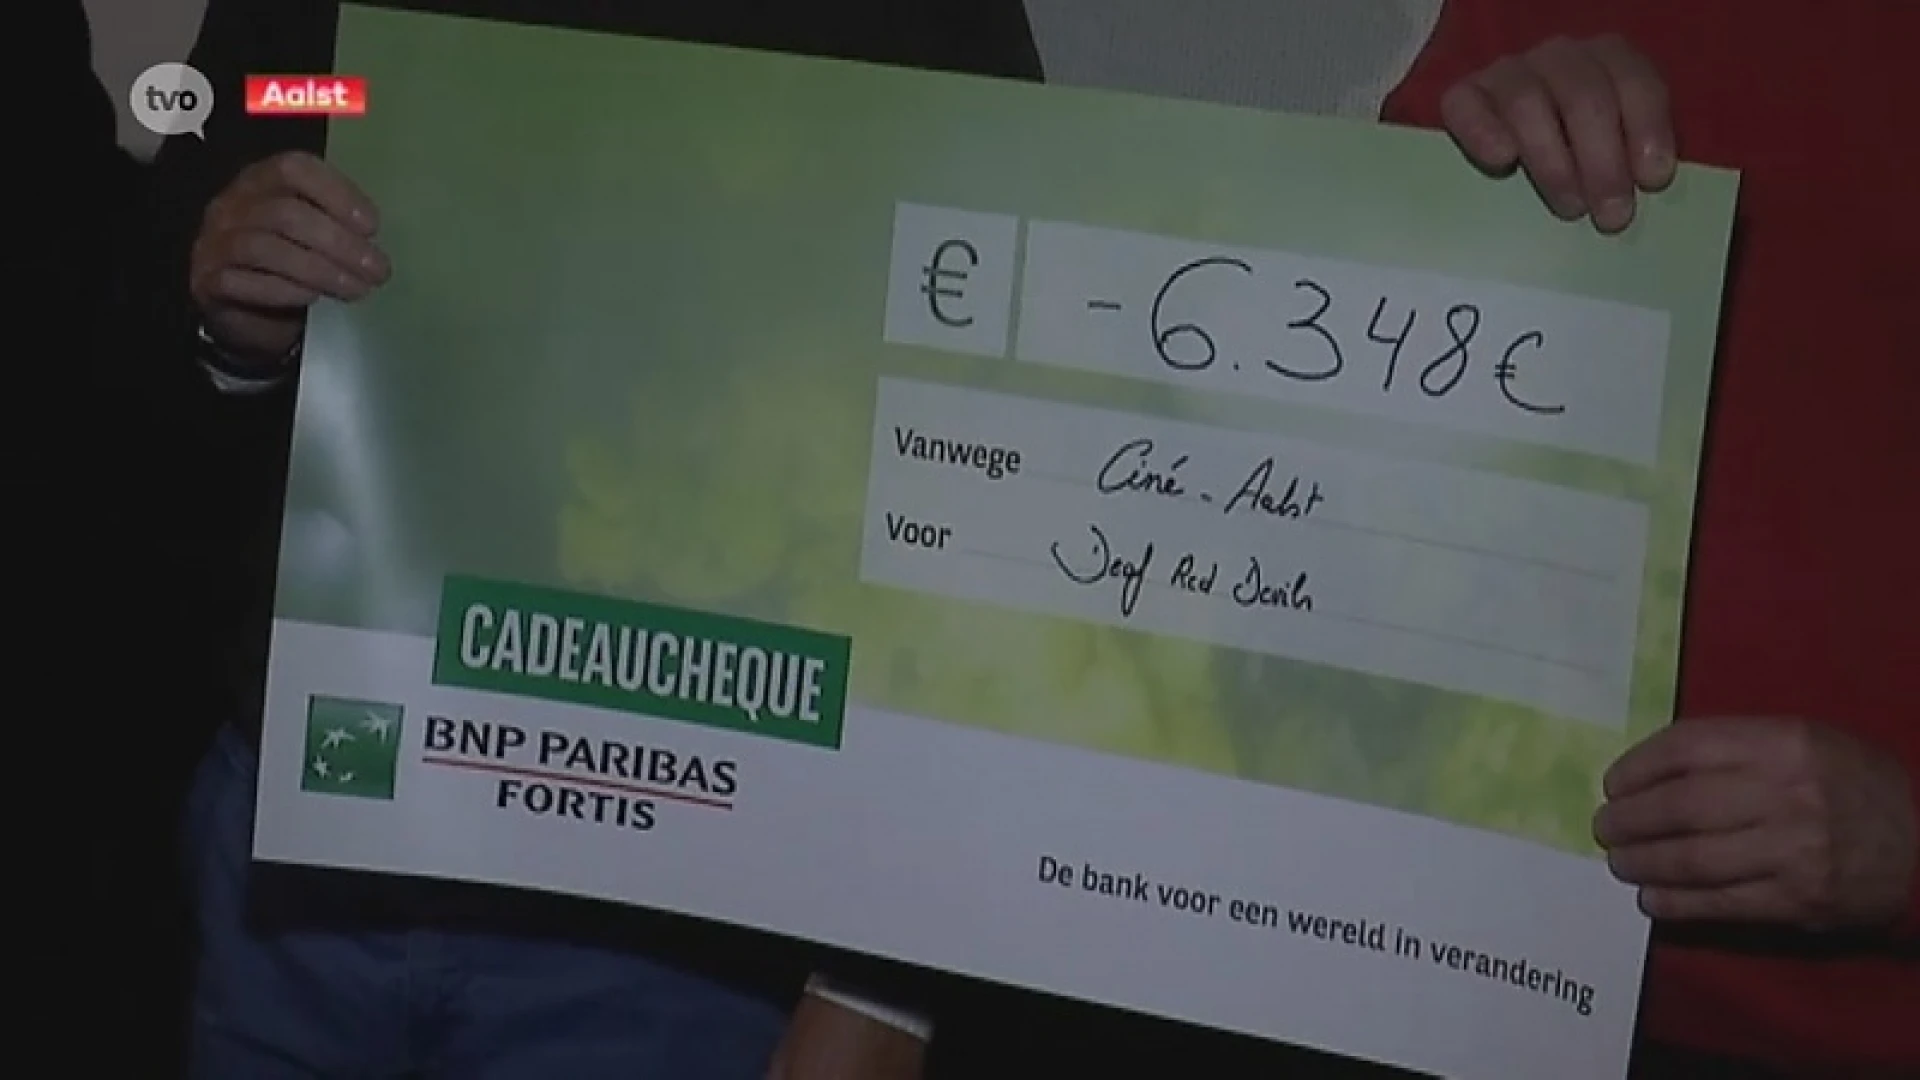 tvo
Aalst
€ - 6.348€
Vanwege Ciné - Aalst
Voor Deaf Red Devils
CADEAUCHEQUE
BNP PARIBAS
FORTIS
De bank voor een wereld in verandering